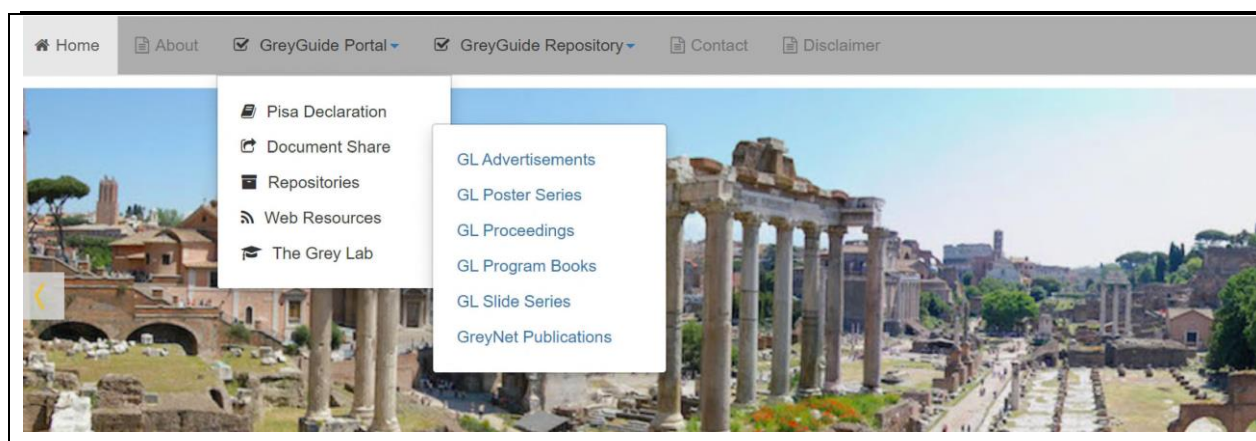 Home About GreyGuide Portal GreyGuide Repository Contact Disclaimer
Pisa Declaration
Document Share
Repositories
Web Resources
The Grey Lab
GL Advertisements
GL Poster Series
GL Proceedings
GL Program Books
GL Slide Series
GreyNet Publications